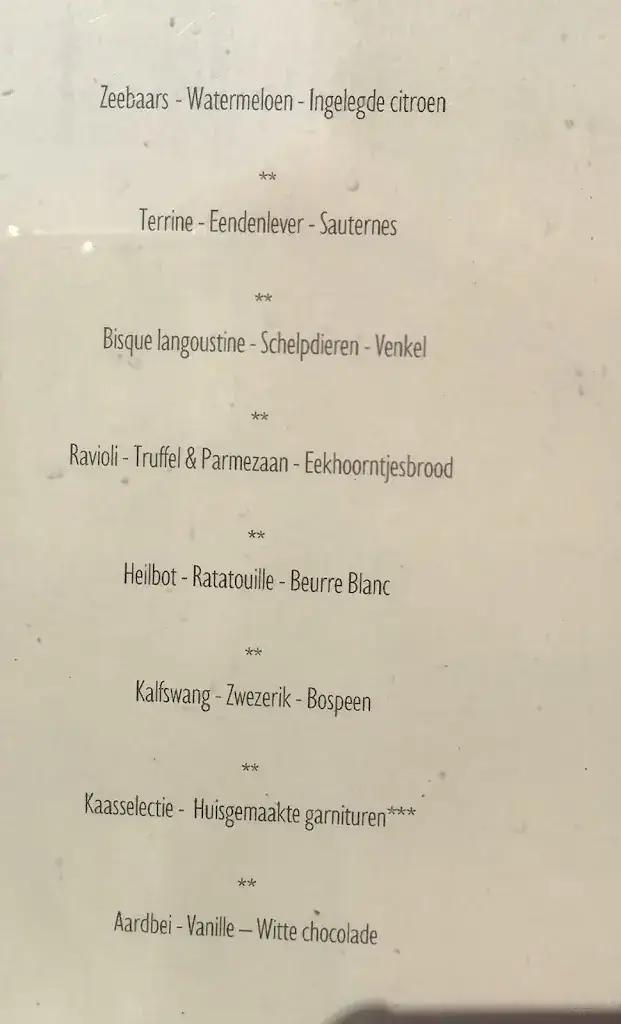 Zeebaars - Watermeloen - Ingelegde citroen
**
Terrine - Eendenlever - Sauternes
**
Bisque langoustine - Schelpdieren - Venkel
**
Ravioli - Truffel & Parmezaan - Eekhoorntjesbrood
**
Heilbot - Ratatouille - Beurre Blanc
**
Kalfswang - Zwezerik - Bospeen
**
Kaasselectie - Huisgemaakte garnituren***
**
Aardbei - Vanille – Witte chocolade